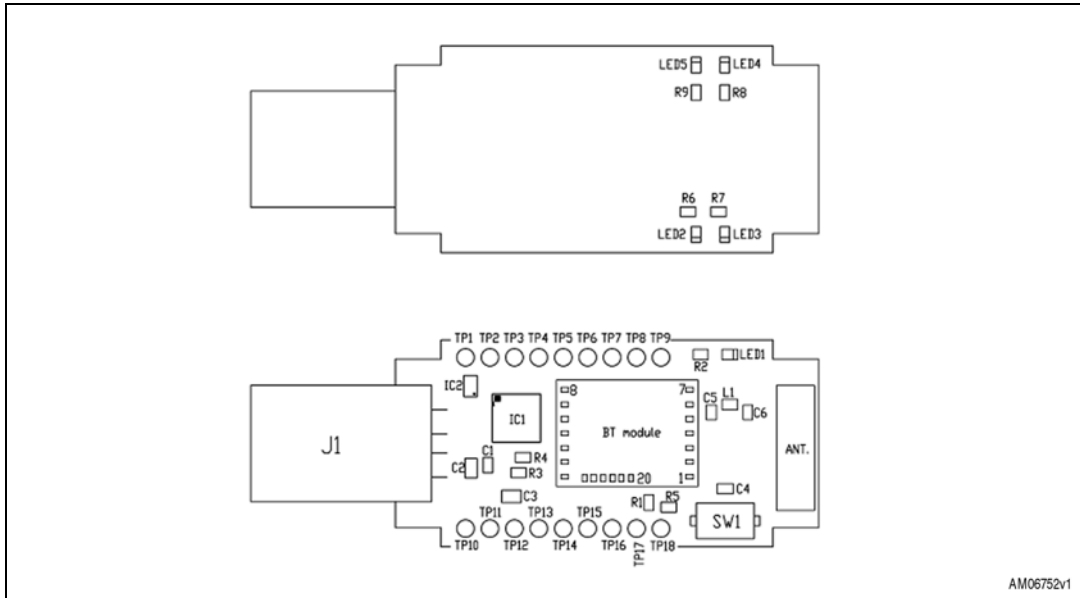 LED5 LED4
R9 R8
R6 R7
LED2 LED3
TP1 TP2 TP3 TP4 TP5 TP6 TP7 TP8 TP9
R2 LED1
IC2
8 7
L1
IC1 BT module C5 C6
J1 ANT.
C2 C1 R4
R3
20 1
C4
C3 R1 R5
TP11 TP13 TP15 SW1
TP10 TP12 TP14 TP16 TP17 TP18
AM06752v1